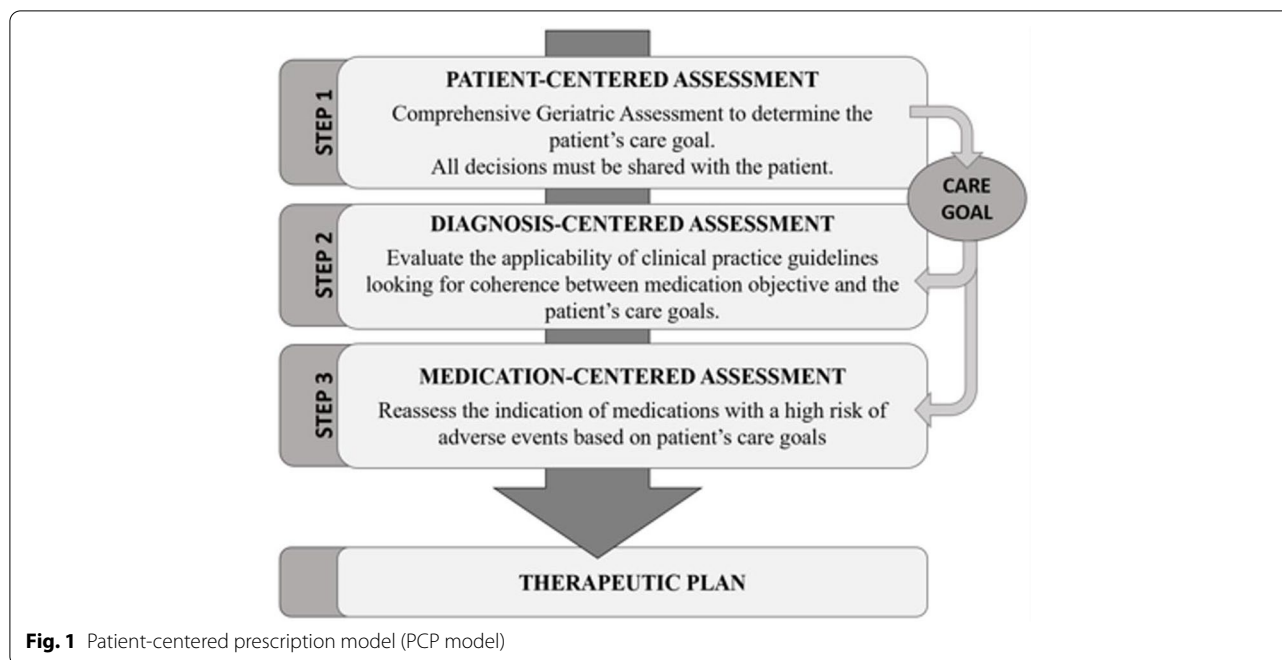 STEP 1
PATIENT-CENTERED ASSESSMENT
Comprehensive Geriatric Assessment to determine the
patient's care goal.
All decisions must be shared with the patient.
CARE
GOAL
STEP 2
DIAGNOSIS-CENTERED ASSESSMENT
Evaluate the applicability of clinical practice guidelines
looking for coherence between medication objective and the
patient's care goals.
STEP 3
MEDICATION-CENTERED ASSESSMENT
Reassess the indication of medications with a high risk of
adverse events based on patient's care goals
THERAPEUTIC PLAN
Fig. 1 Patient-centered prescription model (PCP model)